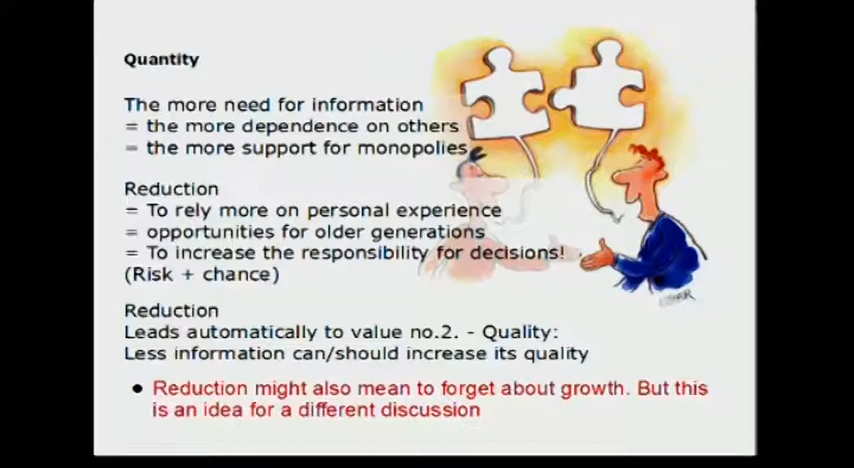 Quantity
The more need for information
= the more dependence on others
= the more support for monopolies
Reduction
= To rely more on personal experience
= opportunities for older generations
= To increase the responsibility for decisions!
(Risk + chance)
Reduction
Leads automatically to value no.2. - Quality:
Less information can/should increase its quality
• Reduction might also mean to forget about growth. But this
is an idea for a different discussion